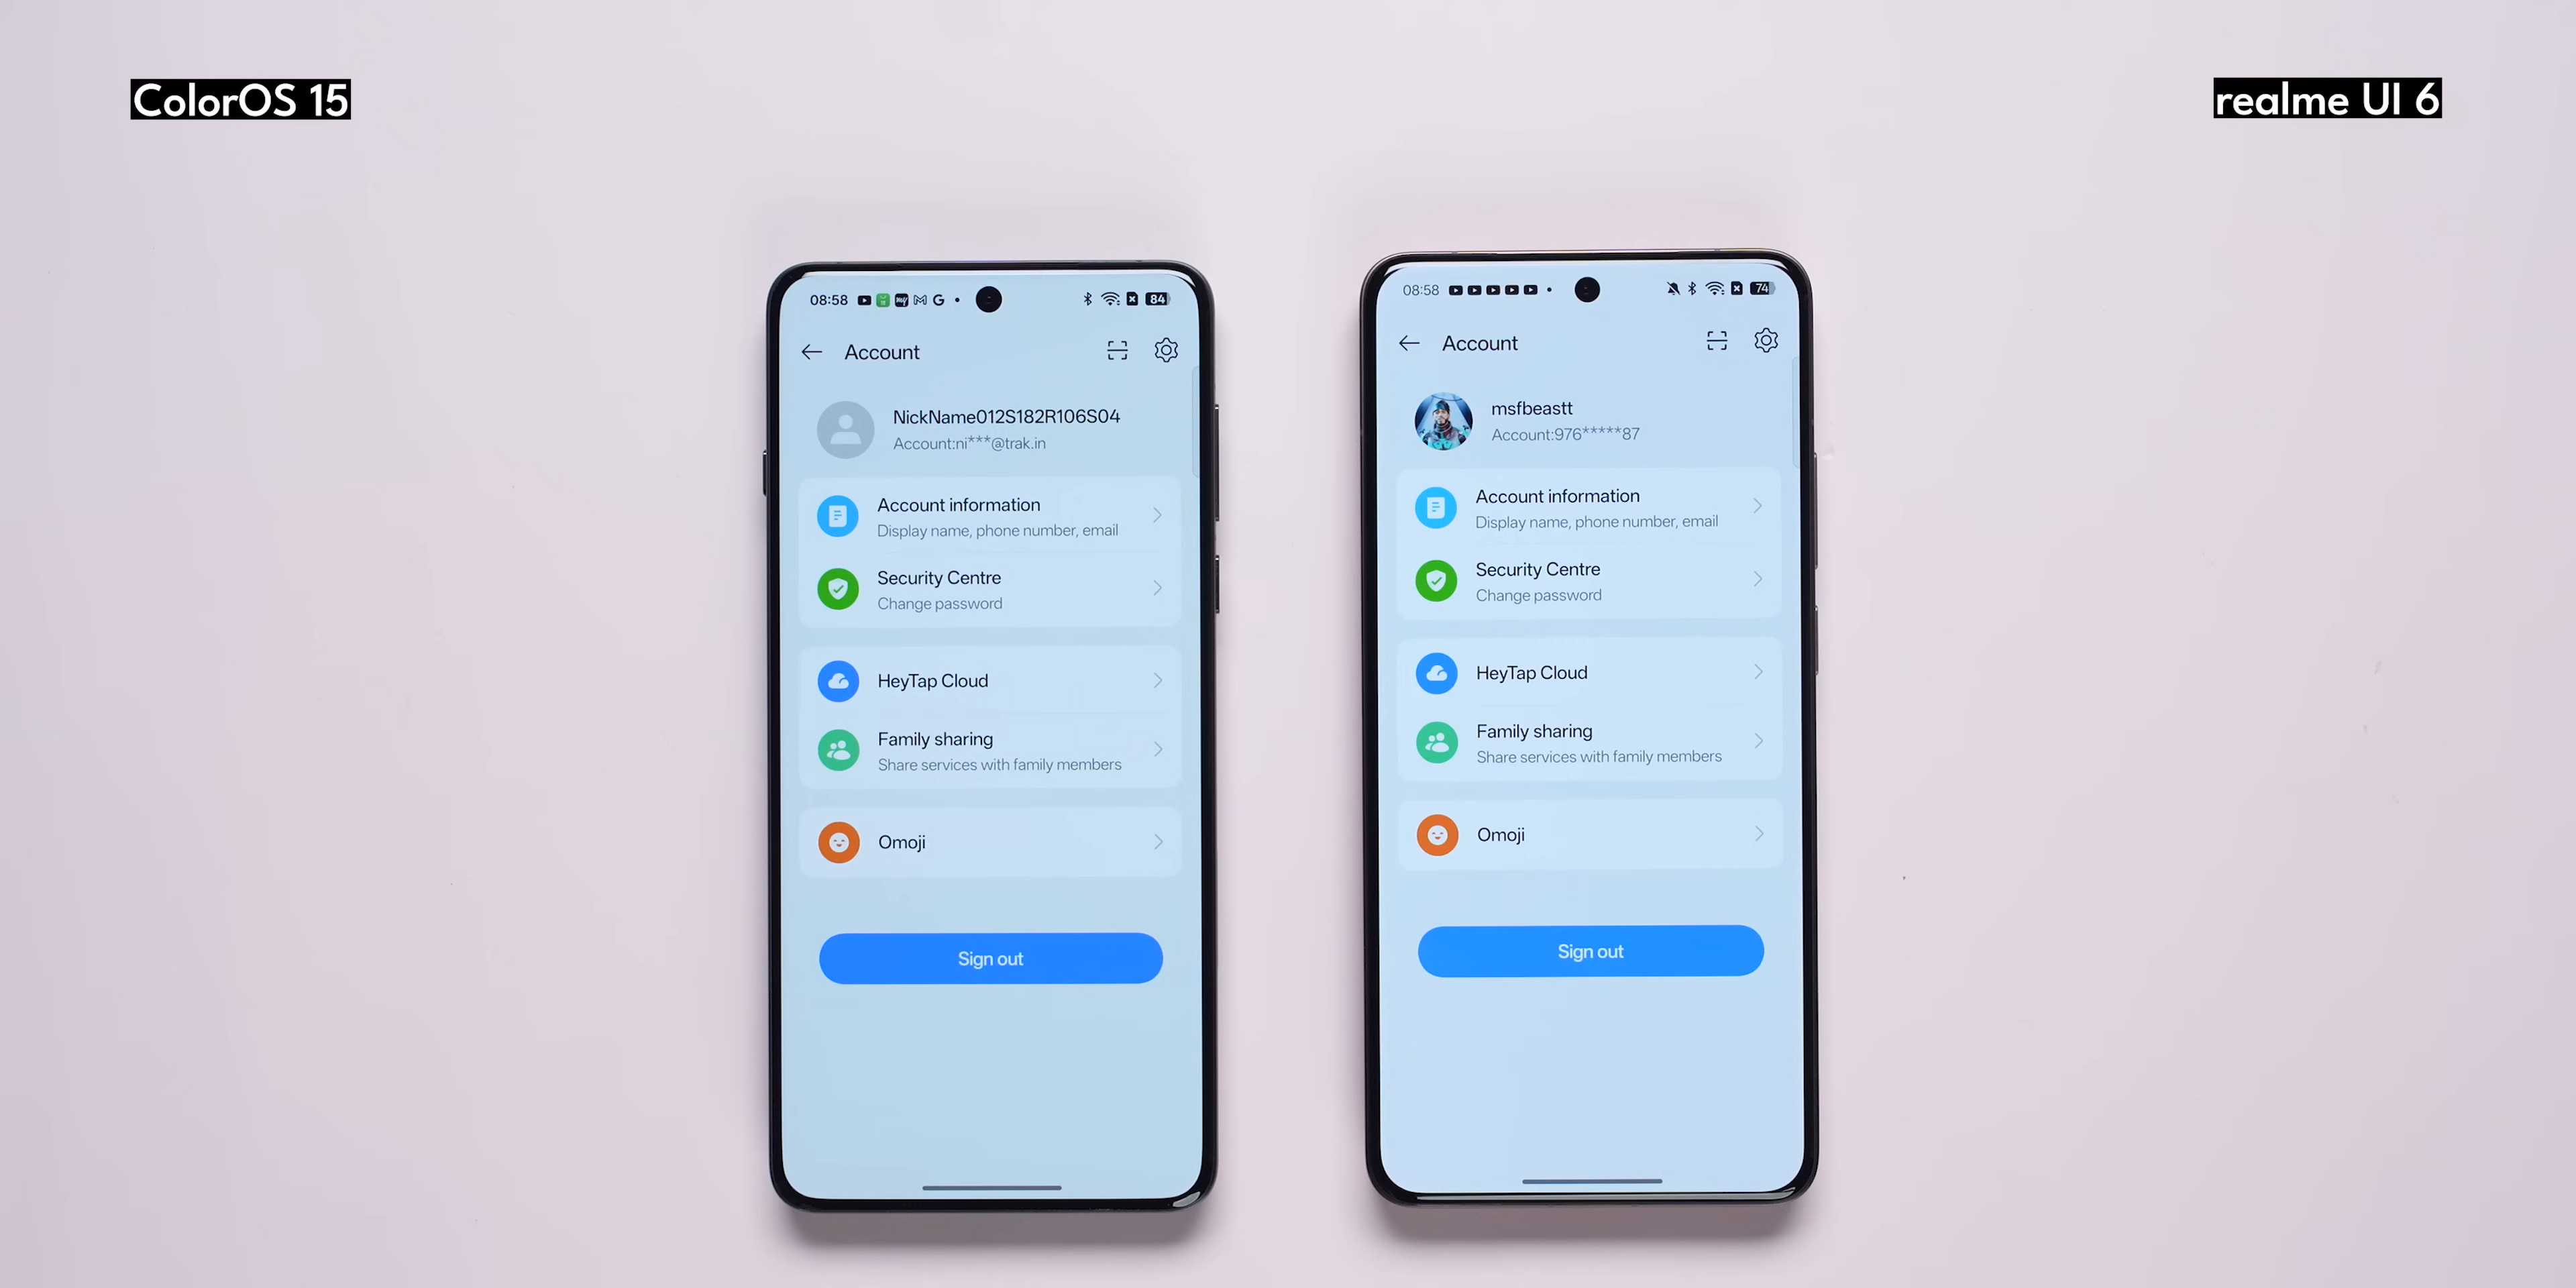 ColorOS 15
realme UI 6
08:58
84
Account
NickName012S182R106S04
Account:ni***@trak.in
Account information
Display name, phone number, email
Security Centre
Change password
HeyTap Cloud
Family sharing
Share services with family members
Omoji
Sign out
08:58
74
Account
msfbeastt
Account:976*****87
Account information
Display name, phone number, email
Security Centre
Change password
HeyTap Cloud
Family sharing
Share services with family members
Omoji
Sign out